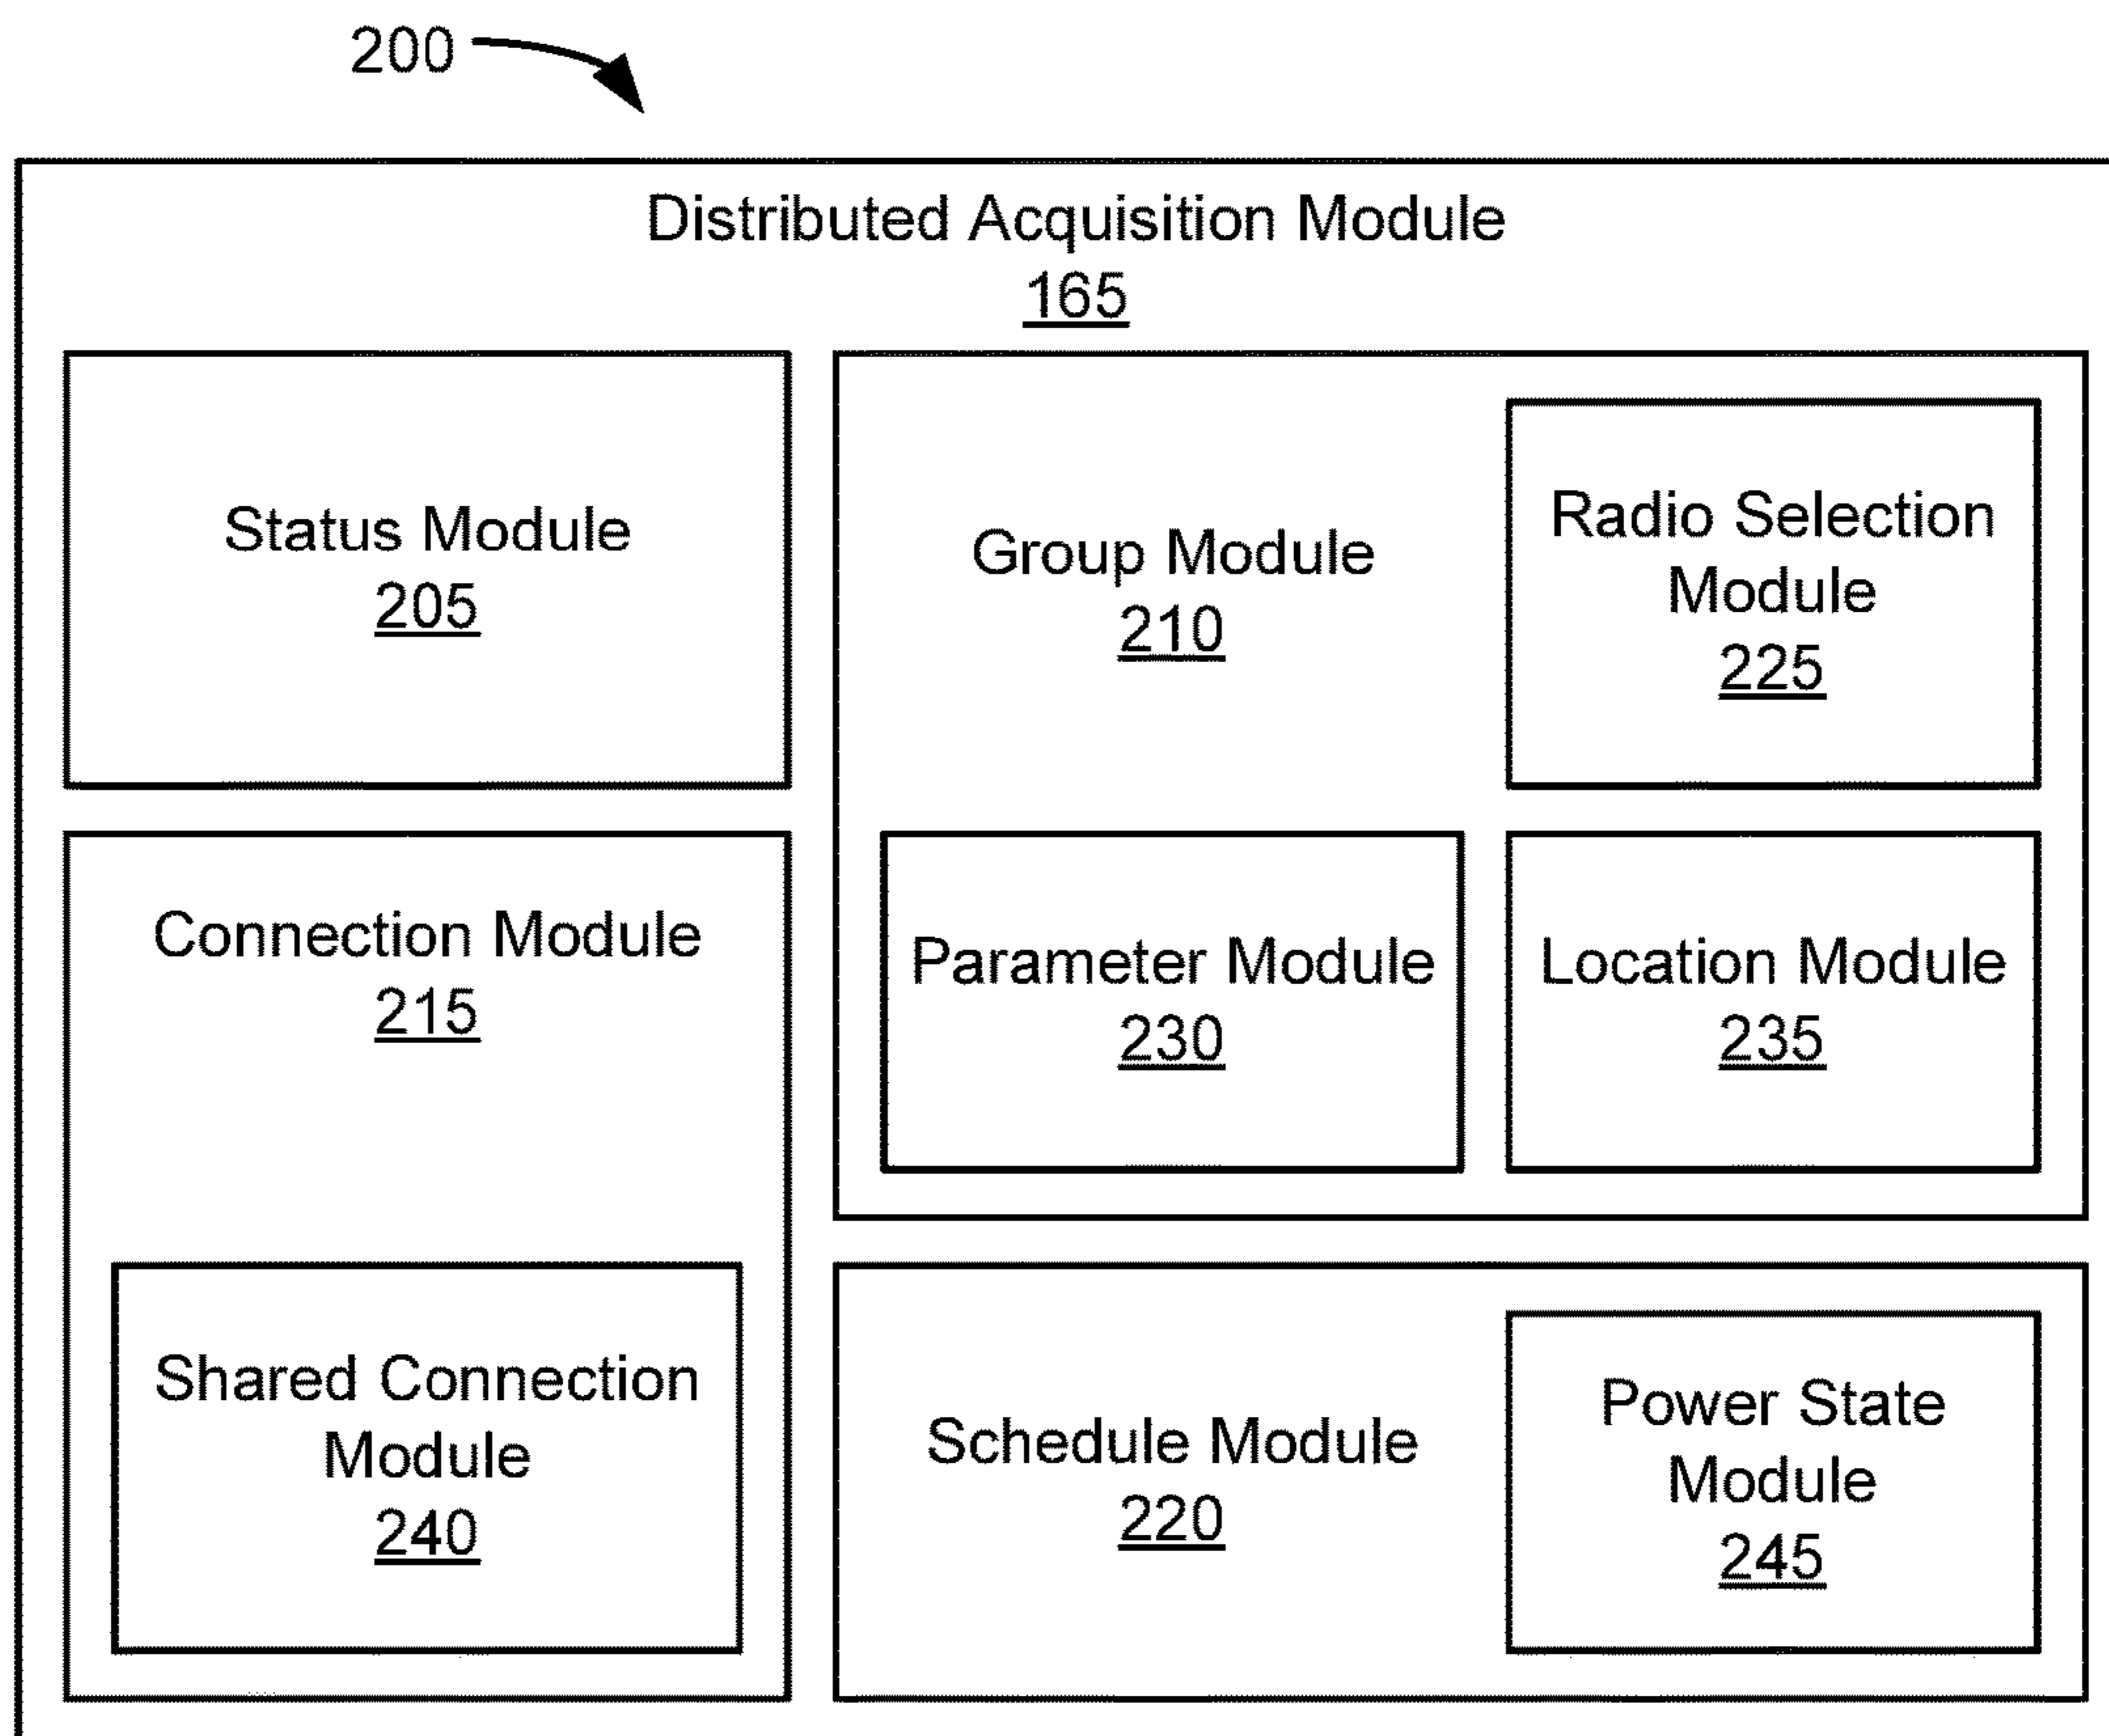 200
Distributed Acquisition Module
165
Status Module
205
Group Module
210
Radio Selection
Module
225
Connection Module
215
Parameter Module
230
Location Module
235
Shared Connection
Module
240
Schedule Module
220
Power State
Module
245